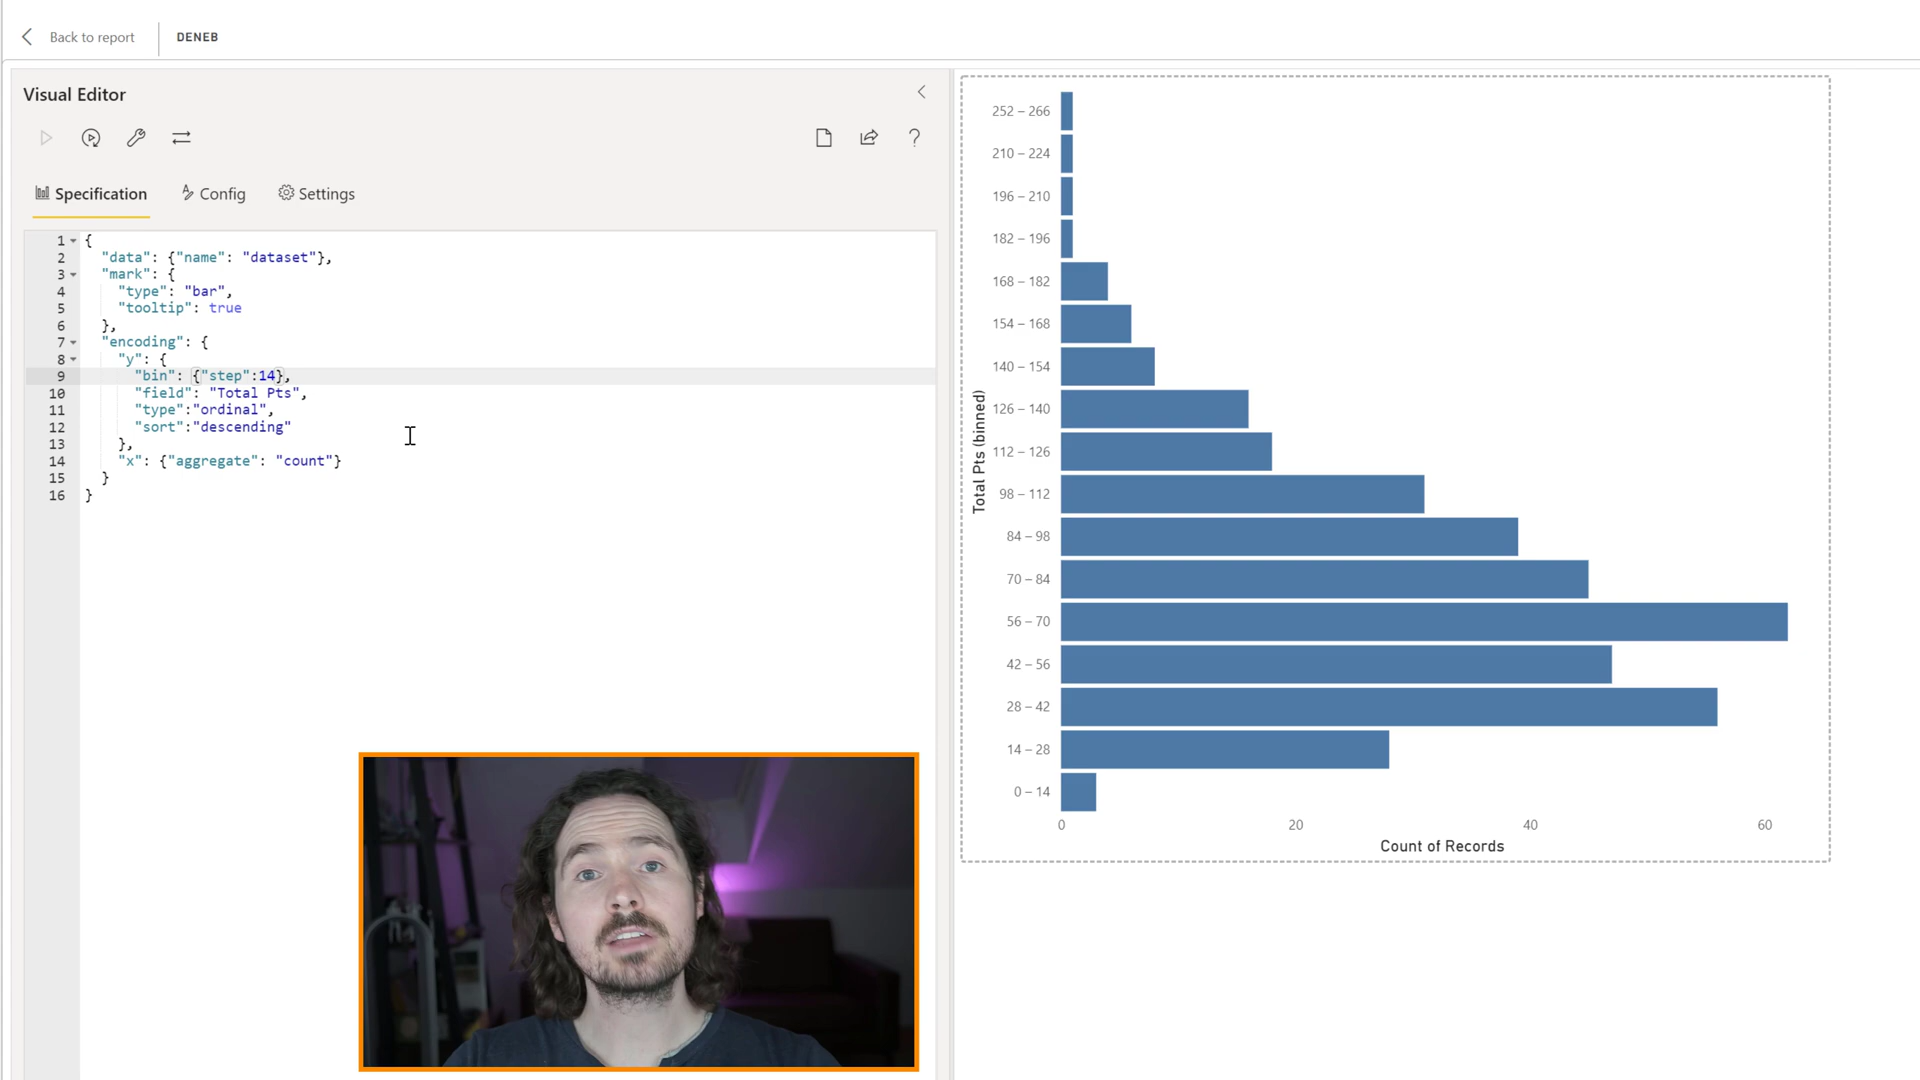 Back to report
DENEB
Visual Editor
?
Specification
Config
Settings
1 {
2 "data": {"name": "dataset"},
3 "mark": {
4 "type": "bar",
5 "tooltip": true
6 },
7 "encoding": {
8 "y": {
9 "bin": {"step":14},
10 "field": "Total Pts",
11 "type":"ordinal",
12 "sort":"descending"
13 },
14 "x": {"aggregate": "count"}
15 }
16 }
Total Pts (binned)
252 – 266
210 – 224
196 – 210
182 – 196
168 – 182
154 – 168
140 – 154
126 – 140
112 – 126
98 – 112
84 – 98
70 – 84
56 – 70
42 – 56
28 – 42
14 – 28
0 – 14
0 20 40 60
Count of Records